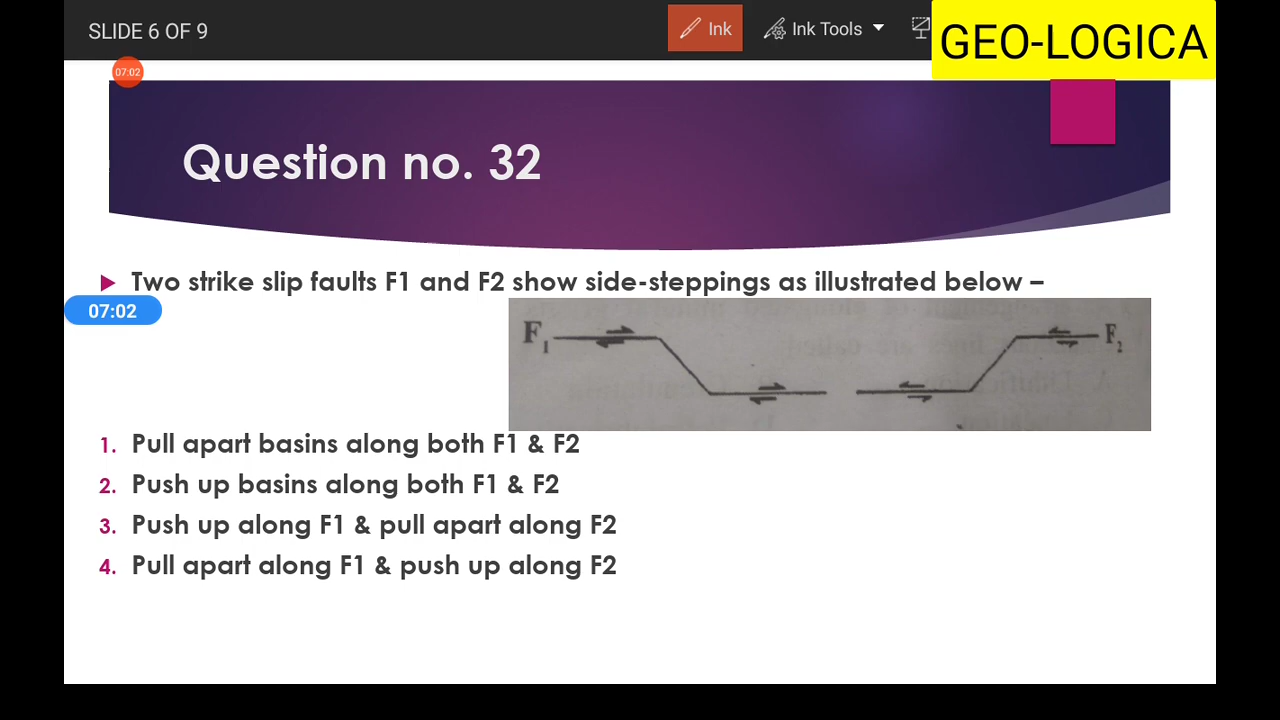 SLIDE 6 OF 9
Ink
Ink Tools
GEO-LOGICA
07:02
Question no. 32
Two strike slip faults F1 and F2 show side-steppings as illustrated below –
07:02
F1
F2
1. Pull apart basins along both F1 & F2
2. Push up basins along both F1 & F2
3. Push up along F1 & pull apart along F2
4. Pull apart along F1 & push up along F2